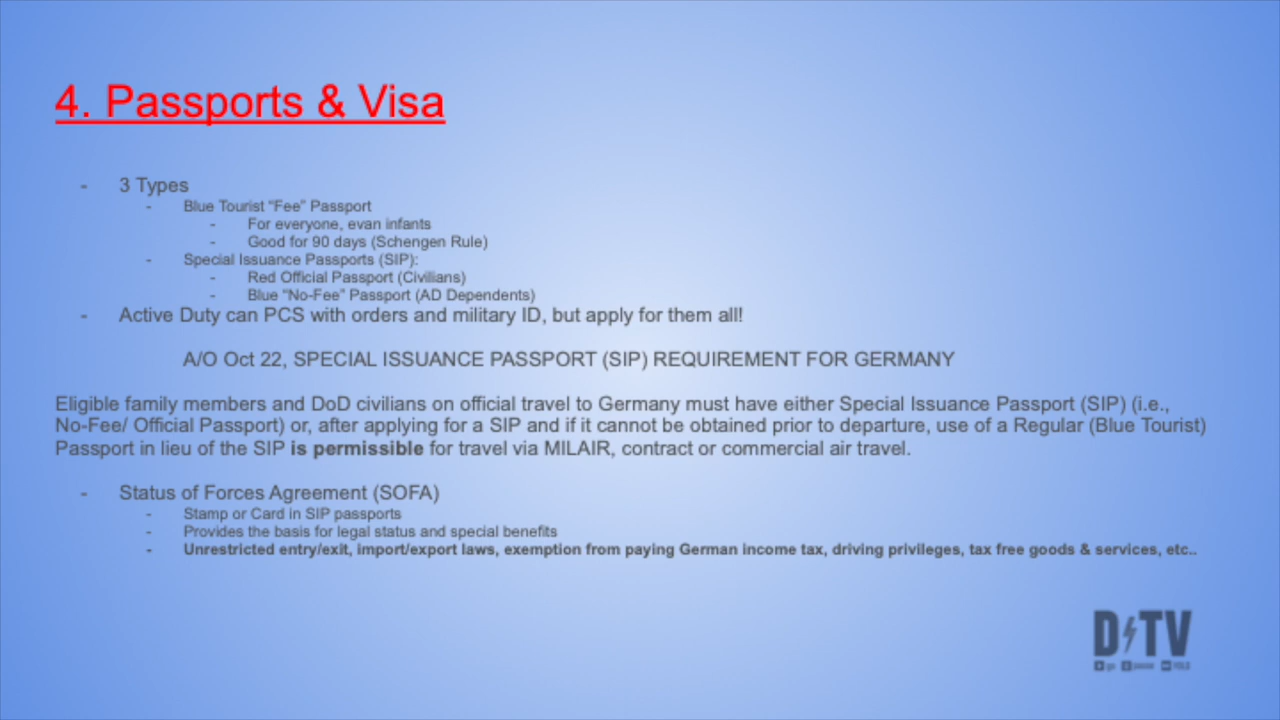 4. Passports & Visa
- 3 Types
- Blue Tourist “Fee” Passport
- For everyone, evan infants
- Good for 90 days (Schengen Rule)
- Special Issuance Passports (SIP):
- Red Official Passport (Civilians)
- Blue “No-Fee” Passport (AD Dependents)
- Active Duty can PCS with orders and military ID, but apply for them all!
A/O Oct 22, SPECIAL ISSUANCE PASSPORT (SIP) REQUIREMENT FOR GERMANY
Eligible family members and DoD civilians on official travel to Germany must have either Special Issuance Passport (SIP) (i.e.,
No-Fee/ Official Passport) or, after applying for a SIP and if it cannot be obtained prior to departure, use of a Regular (Blue Tourist)
Passport in lieu of the SIP is permissible for travel via MILAIR, contract or commercial air travel.
- Status of Forces Agreement (SOFA)
- Stamp or Card in SIP passports
- Provides the basis for legal status and special benefits
- Unrestricted entry/exit, import/export laws, exemption from paying German income tax, driving privileges, tax free goods & services, etc..
D TV